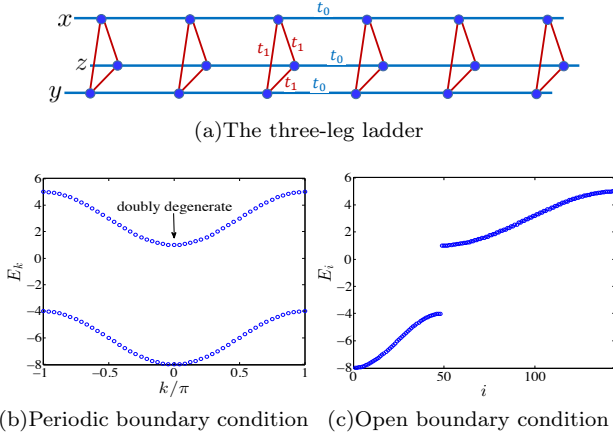 x t₀
t₁ t₁
z t₀
t₁
y t₀
(a)The three-leg ladder
6
4
2
0
−2
−4
−6
−8
E_k
doubly degenerate
−1 −0.5 0 0.5 1
k/π
6
4
2
0
−2
−4
−6
−8
E_i
0 50 100
i
(b)Periodic boundary condition (c)Open boundary condition